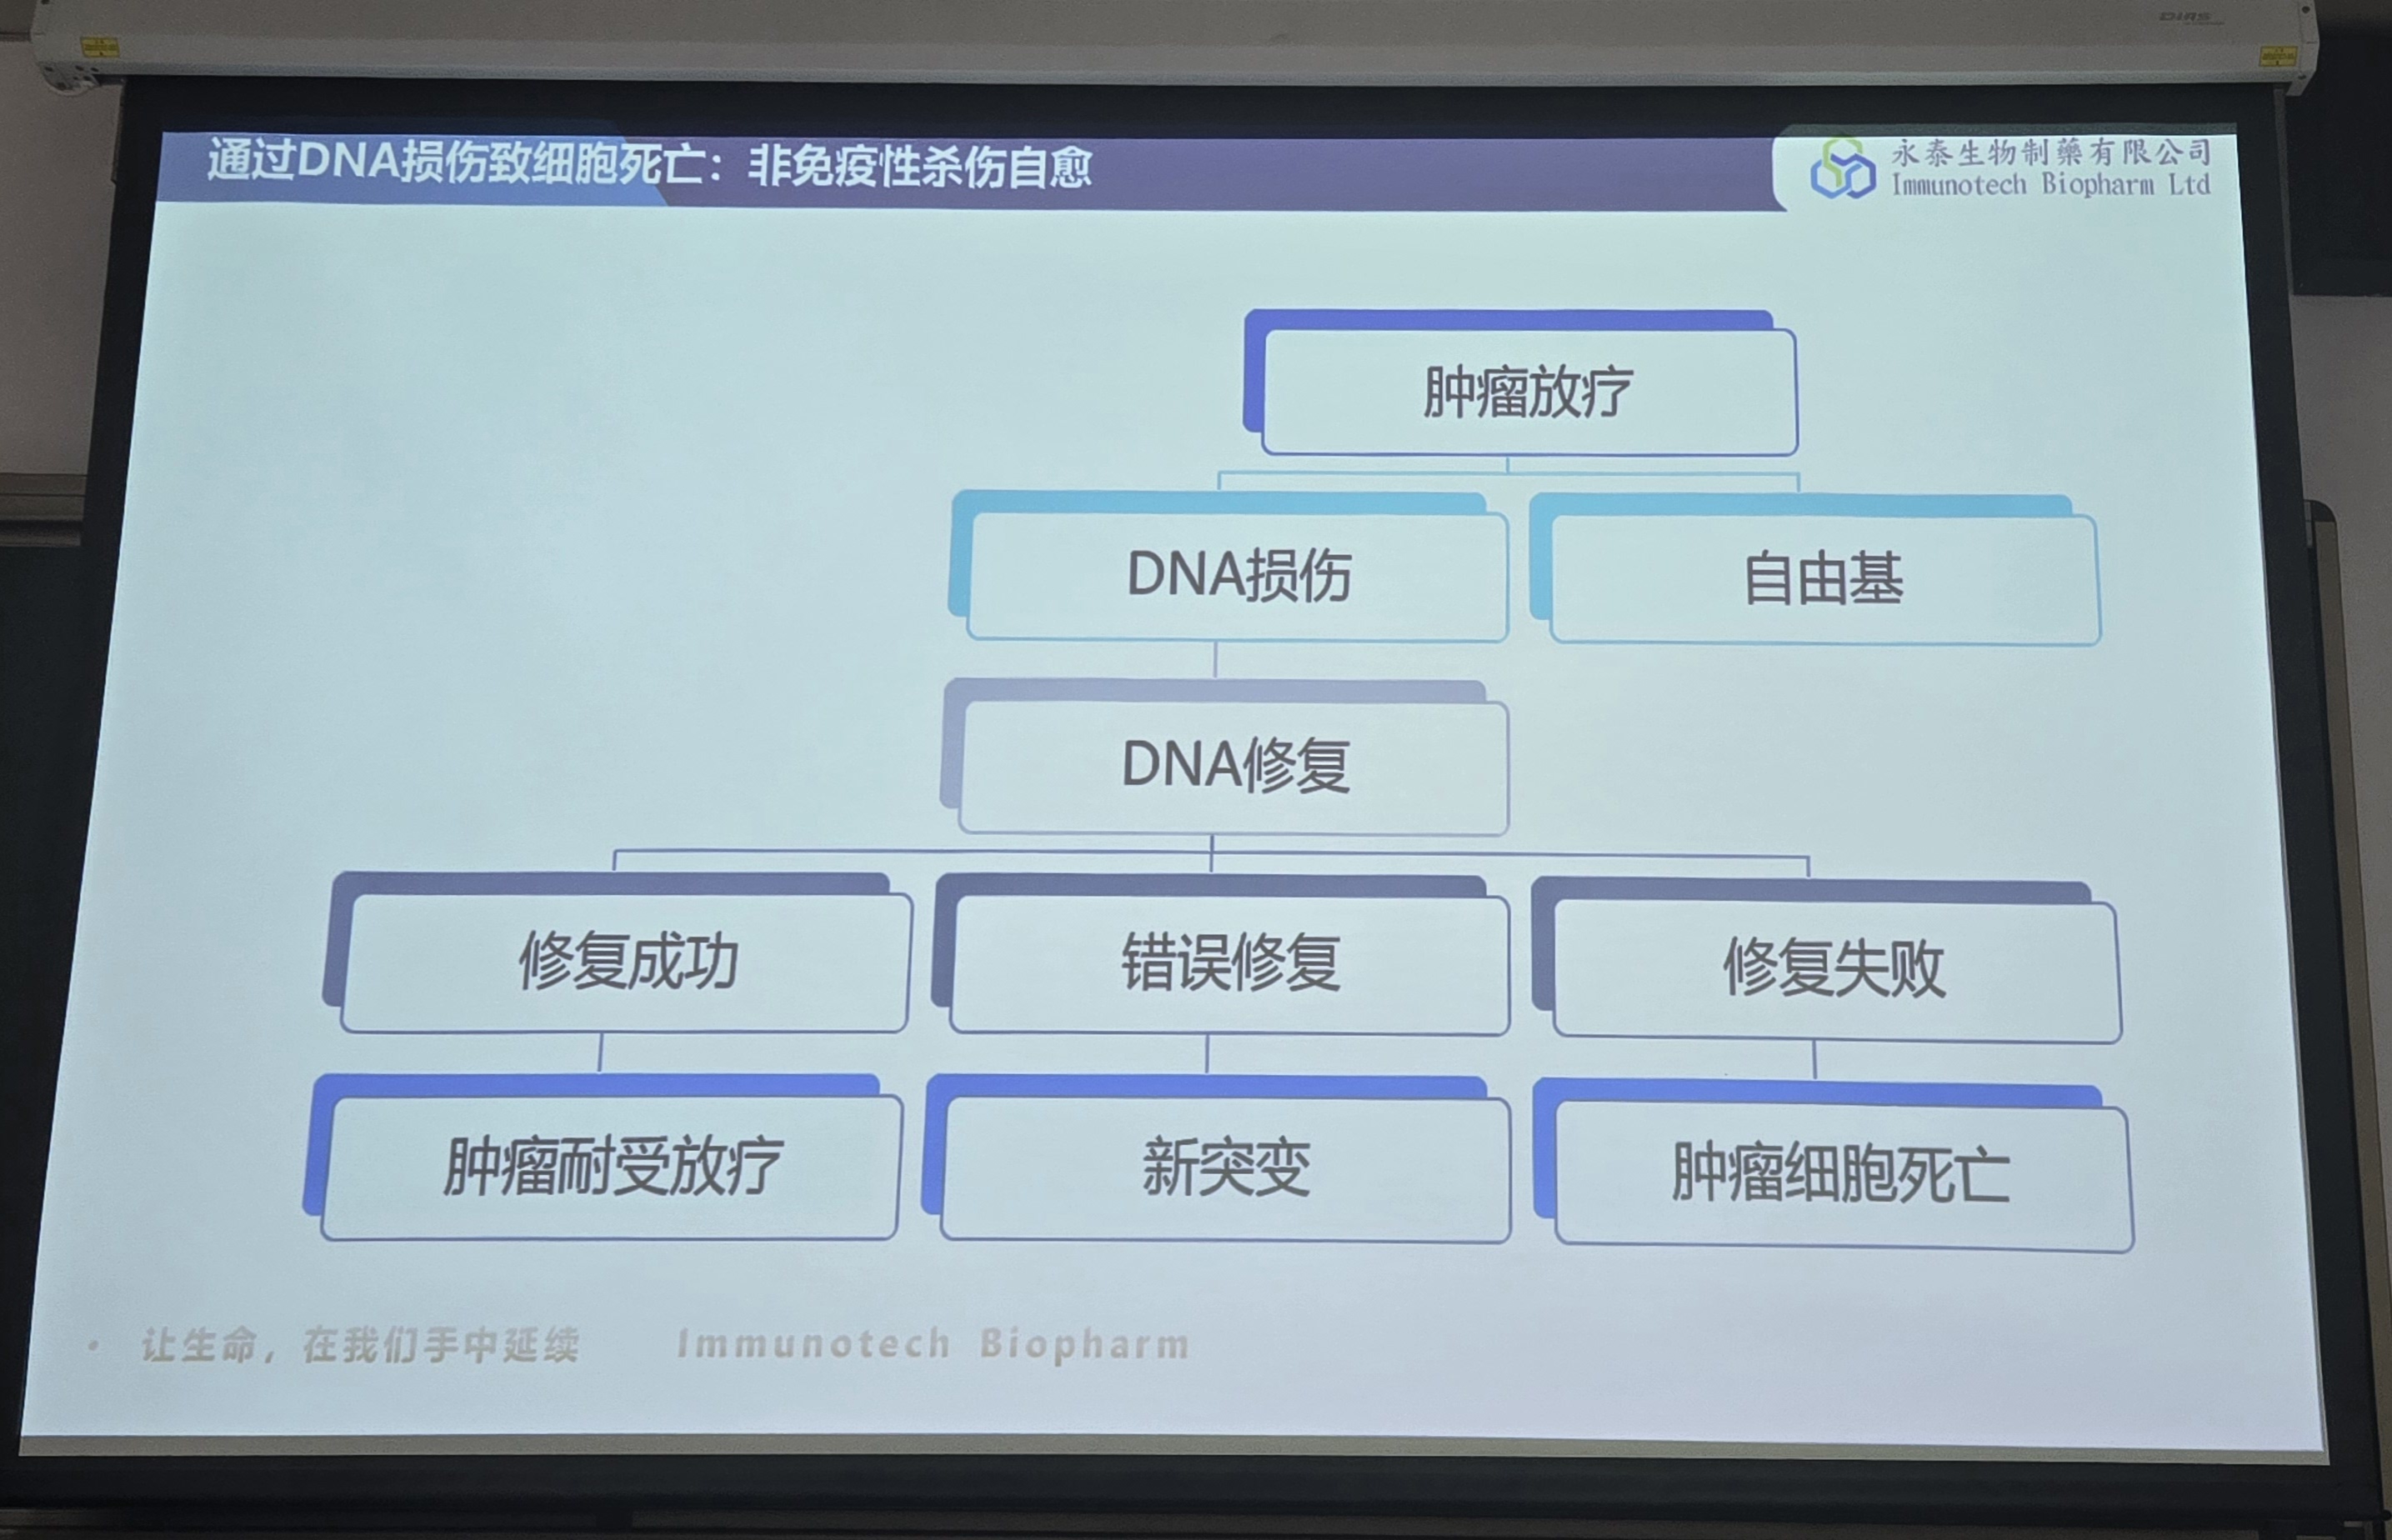 DIAS
通过DNA损伤致细胞死亡：非免疫性杀伤自愈
永泰生物制藥有限公司
Immunotech Biopharm Ltd
肿瘤放疗
DNA损伤
自由基
DNA修复
修复成功
错误修复
修复失败
肿瘤耐受放疗
新突变
肿瘤细胞死亡
• 让生命，在我们手中延续 Immunotech Biopharm